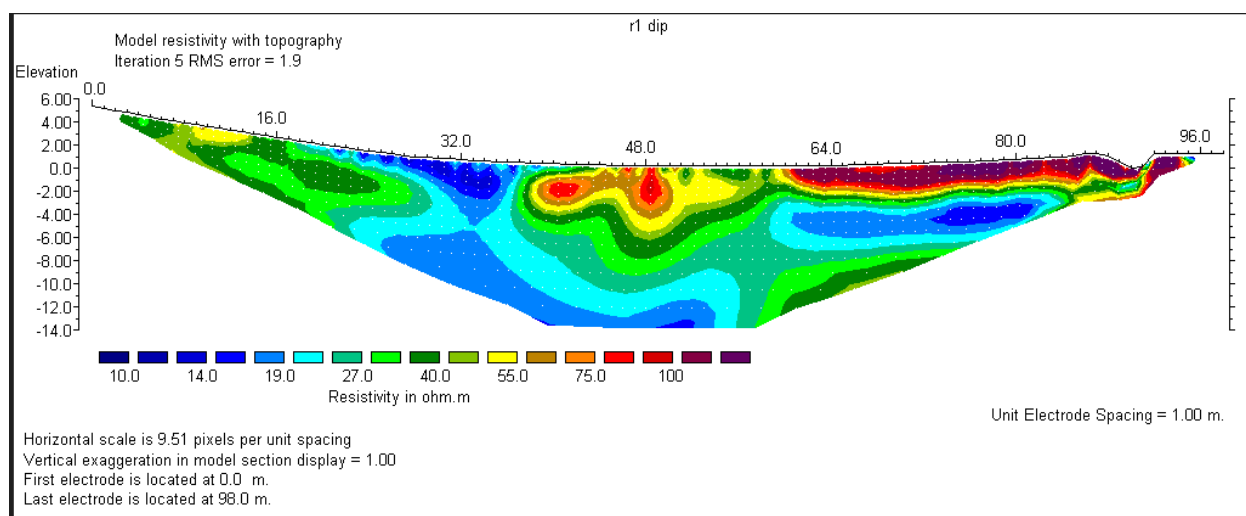 r1 dip
Model resistivity with topography
Iteration 5 RMS error = 1.9
Elevation
0.0
16.0
32.0
48.0
64.0
80.0
96.0
6.00
4.00
2.00
0.0
-2.00
-4.00
-6.00
-8.00
-10.0
-12.0
-14.0
10.0 14.0 19.0 27.0 40.0 55.0 75.0 100
Resistivity in ohm.m
Unit Electrode Spacing = 1.00 m.
Horizontal scale is 9.51 pixels per unit spacing
Vertical exaggeration in model section display = 1.00
First electrode is located at 0.0 m.
Last electrode is located at 98.0 m.